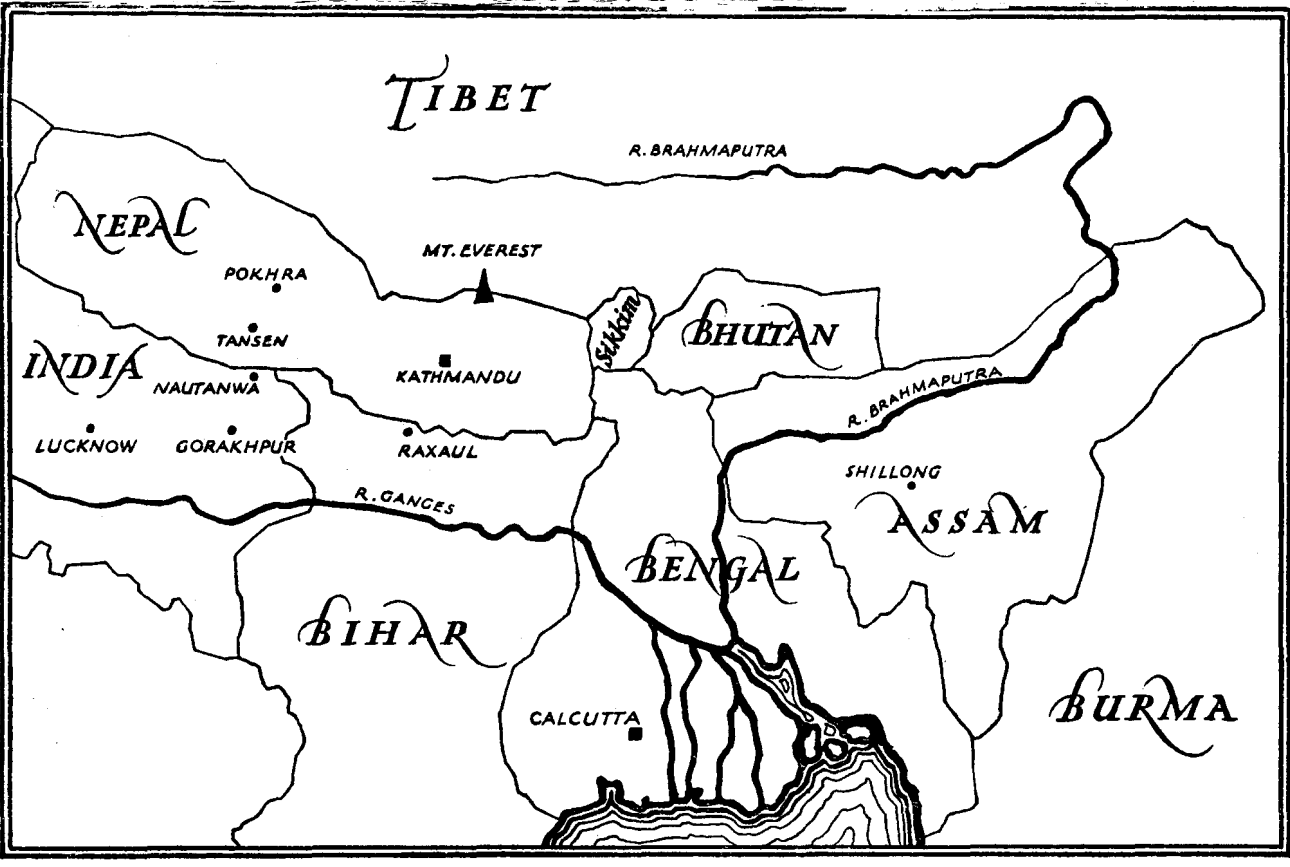 TIBET
R. BRAHMAPUTRA
NEPAL
MT. EVEREST
POKHRA
Sikkim
BHUTAN
TANSEN
INDIA
NAUTANWA
KATHMANDU
R. BRAHMAPUTRA
LUCKNOW
GORAKHPUR
RAXAUL
SHILLONG
R. GANGES
ASSAM
BENGAL
BIHAR
BURMA
CALCUTTA